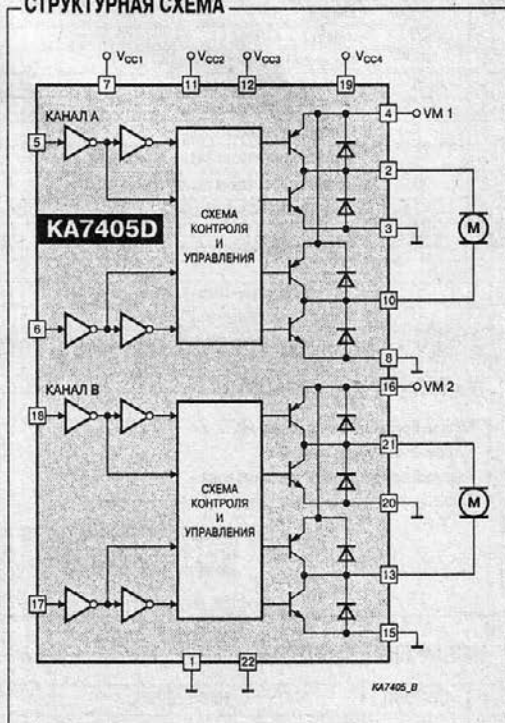 СТРУКТУРНАЯ СХЕМА
VCC1 VCC2 VCC3 VCC4
7 11 12 19
КАНАЛ A
5
4 VM 1
2
KA7405D
СХЕМА
КОНТРОЛЯ
И
УПРАВЛЕНИЯ
3
M
10
6
8
КАНАЛ B
16 VM 2
18
21
СХЕМА
КОНТРОЛЯ
И
УПРАВЛЕНИЯ
20
M
13
17
15
1 22
KA7405_B